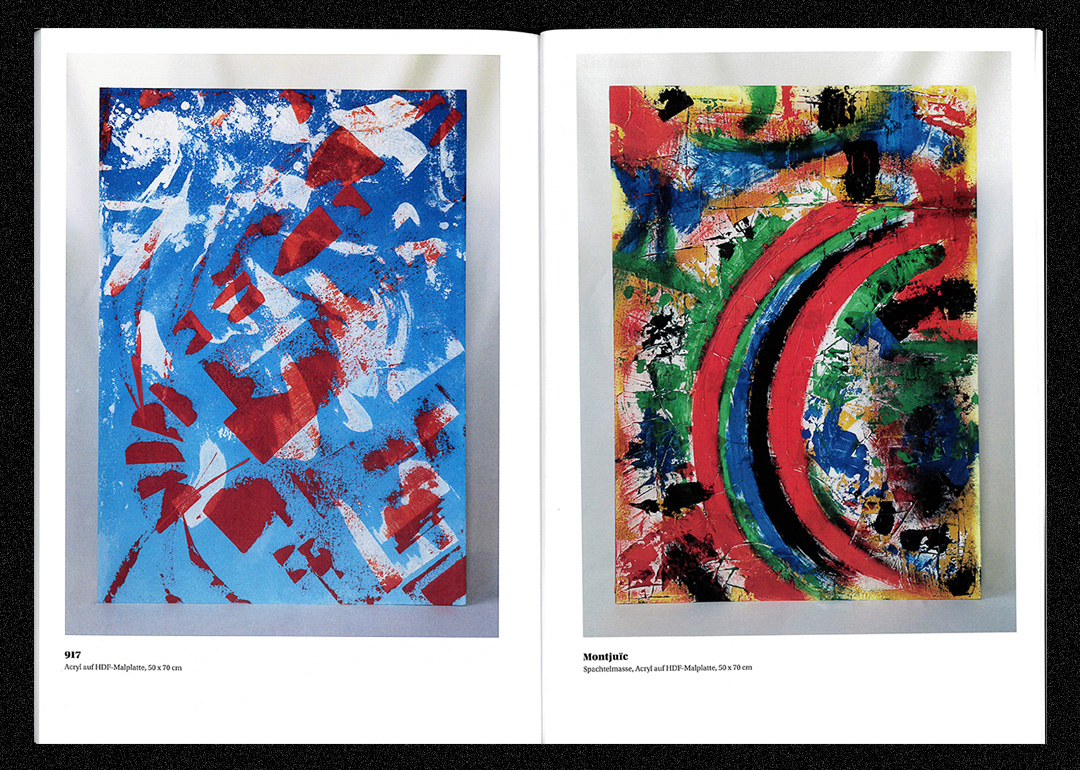 917
Acryl auf HDF-Malplatte, 50 x 70 cm
Montjuïc
Spachtelmasse, Acryl auf HDF-Malplatte, 50 x 70 cm